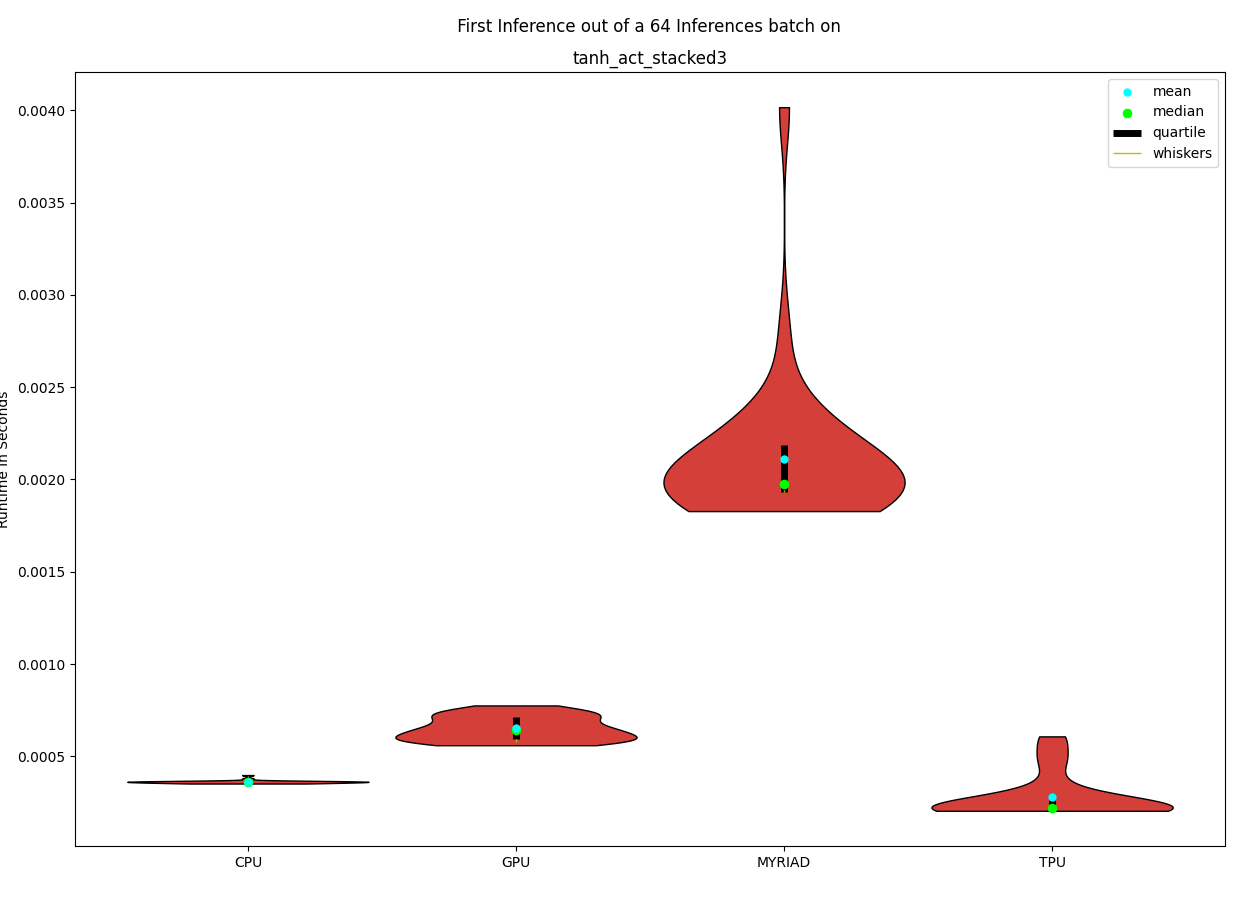 First Inference out of a 64 Inferences batch on
tanh_act_stacked3
mean
median
quartile
whiskers
0.0040
0.0035
0.0030
0.0025
0.0020
0.0015
0.0010
0.0005
Runtime in Seconds
CPU GPU MYRIAD TPU